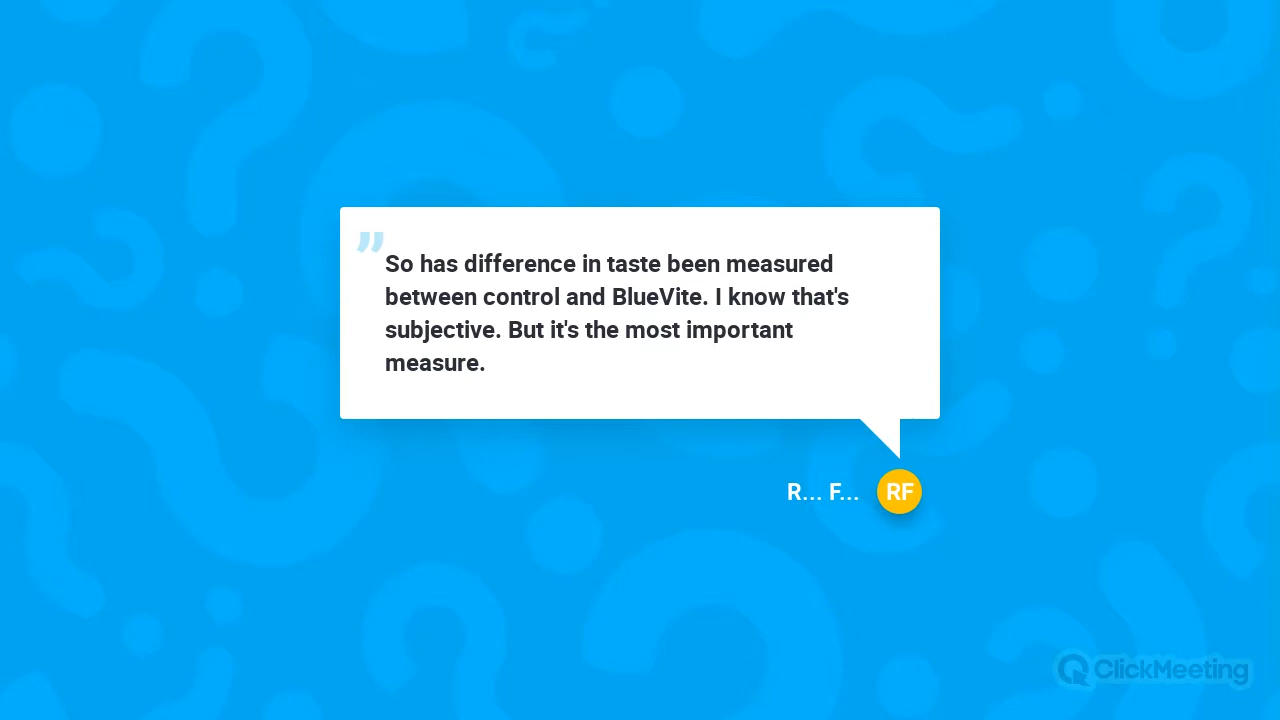 ”
So has difference in taste been measured
between control and BlueVite. I know that's
subjective. But it's the most important
measure.
R... F... RF
ClickMeeting